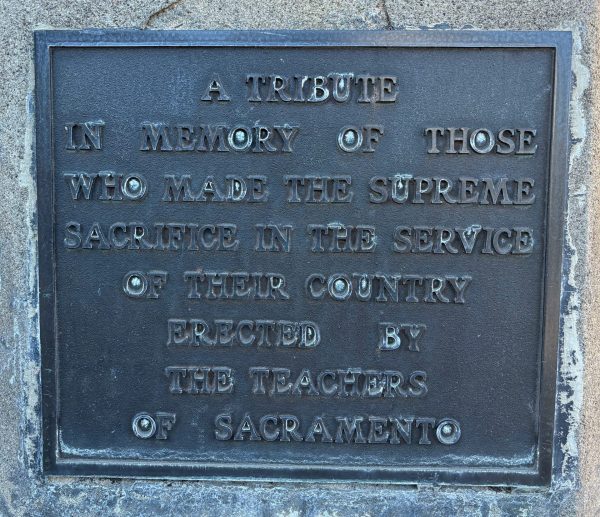 A TRIBUTE
IN MEMORY OF THOSE
WHO MADE THE SUPREME
SACRIFICE IN THE SERVICE
OF THEIR COUNTRY
ERECTED BY
THE TEACHERS
OF SACRAMENTO